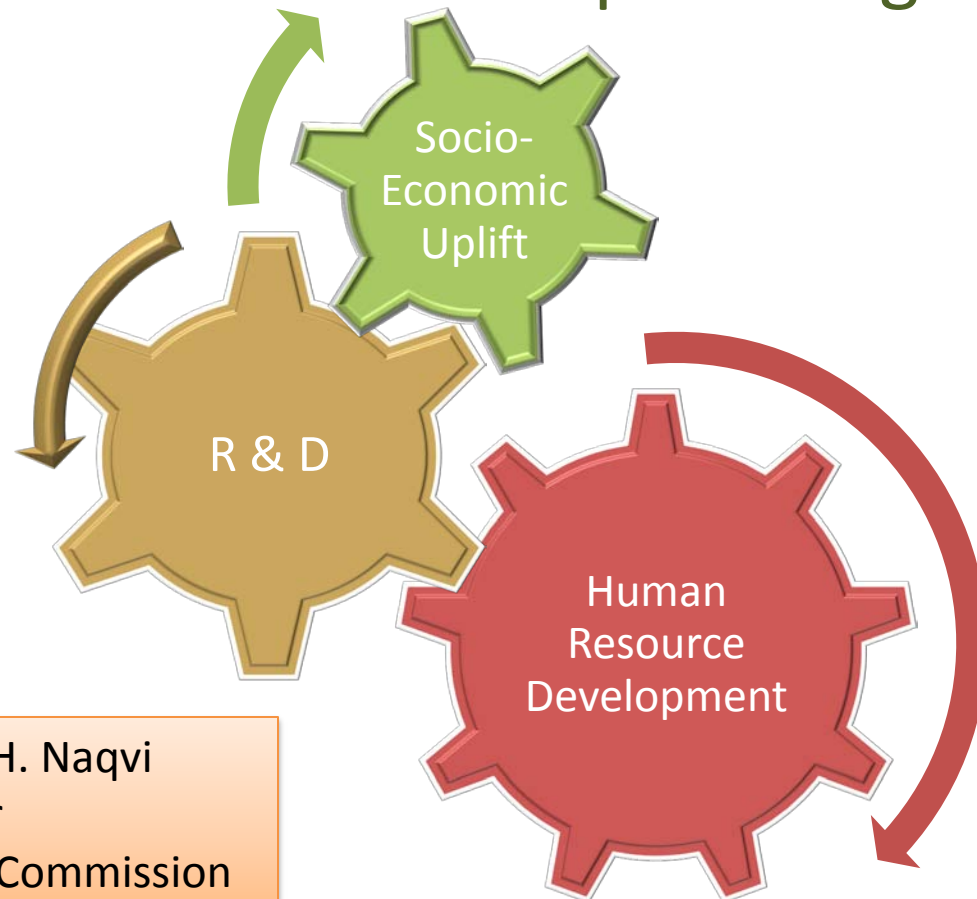 Socio-
Economic
Uplift
R & D
Human
Resource
Development
H. Naqvi
Commission